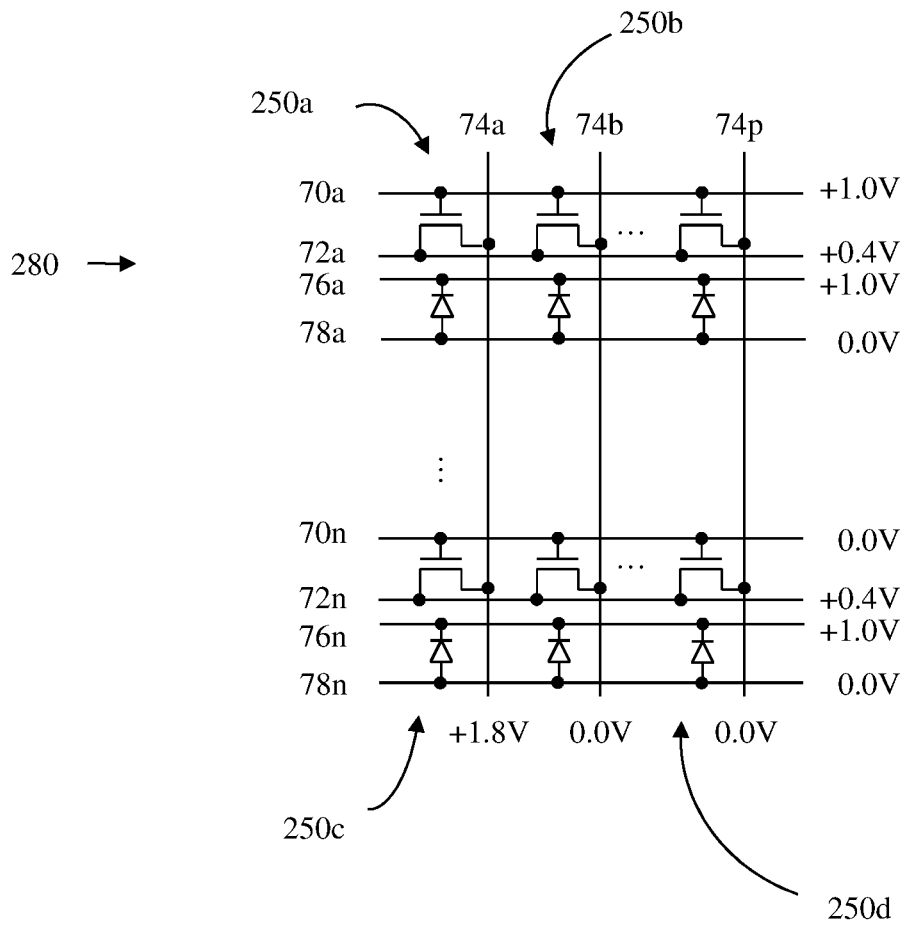 250b
250a
74a 74b 74p
70a +1.0V
...
72a +0.4V
280
76a +1.0V
78a 0.0V
⋮
70n 0.0V
...
72n +0.4V
76n +1.0V
78n 0.0V
+1.8V 0.0V 0.0V
250c
250d